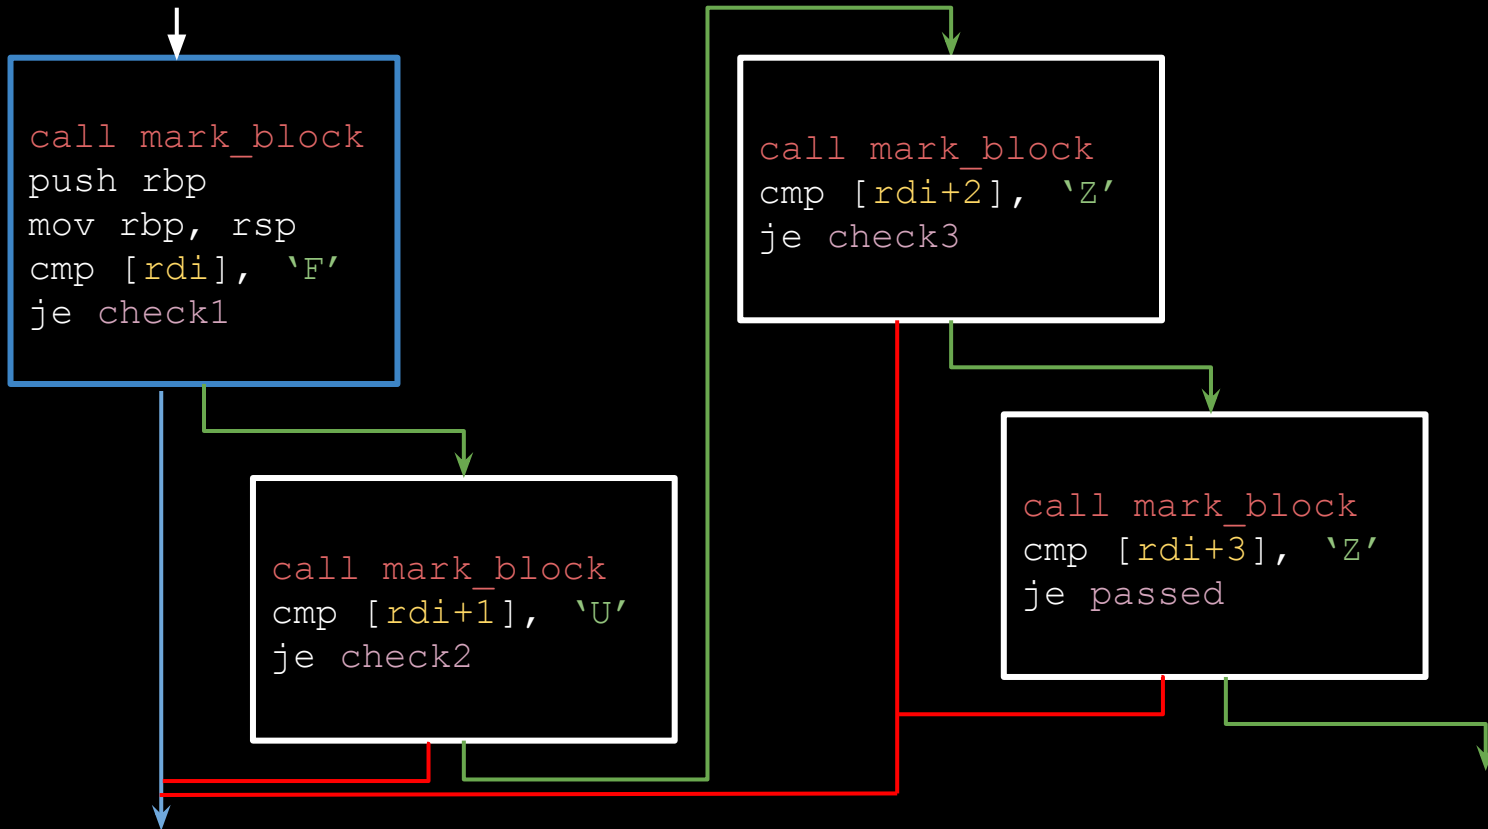 call mark_block
push rbp
mov rbp, rsp
cmp [rdi], ‛F’
je check1
call mark_block
cmp [rdi+1], ‛U’
je check2
call mark_block
cmp [rdi+2], ‛Z’
je check3
call mark_block
cmp [rdi+3], ‛Z’
je passed